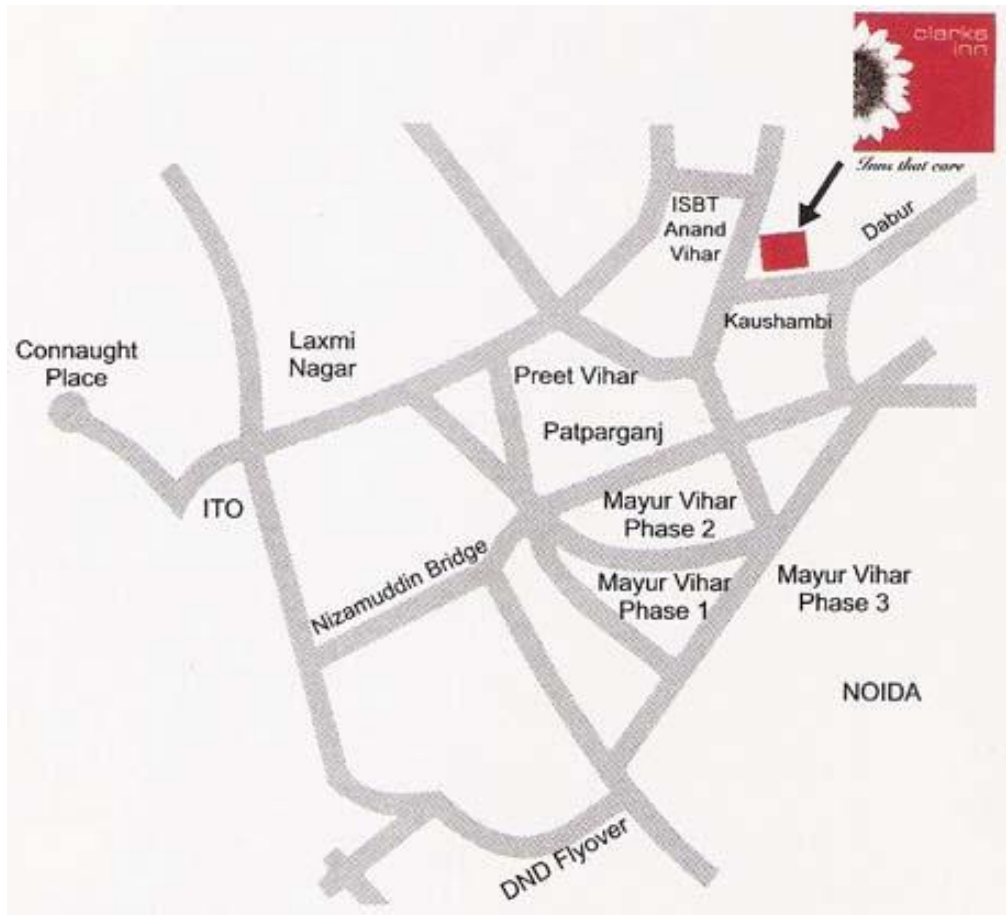 clarks
inn
Inns that care
ISBT
Anand
Vihar
Dabur
Kaushambi
Laxmi
Nagar
Connaught
Place
Preet Vihar
Patparganj
ITO
Mayur Vihar
Phase 2
Nizamuddin Bridge
Mayur Vihar
Phase 1
Mayur Vihar
Phase 3
NOIDA
DND Flyover